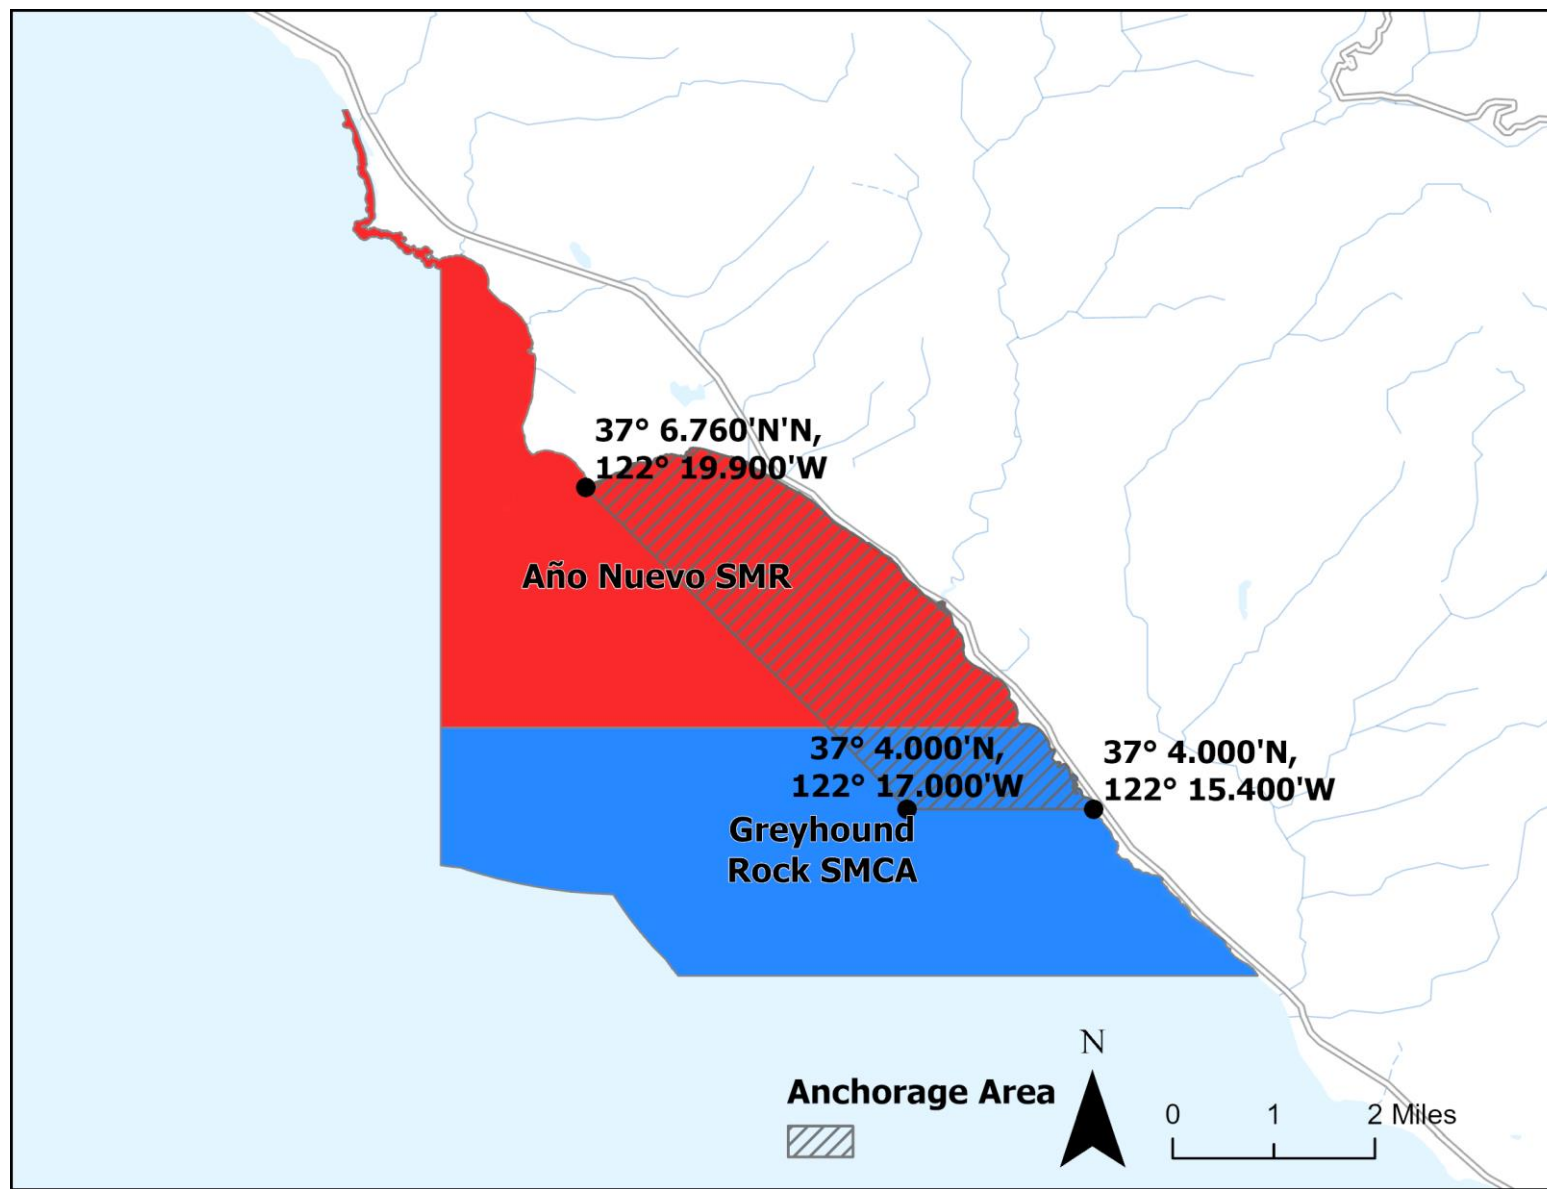 37° 6.760'N'N,
122° 19.900'W
Año Nuevo SMR
37° 4.000'N,
122° 17.000'W
37° 4.000'N,
122° 15.400'W
Greyhound
Rock SMCA
N
Anchorage Area
0 1 2 Miles